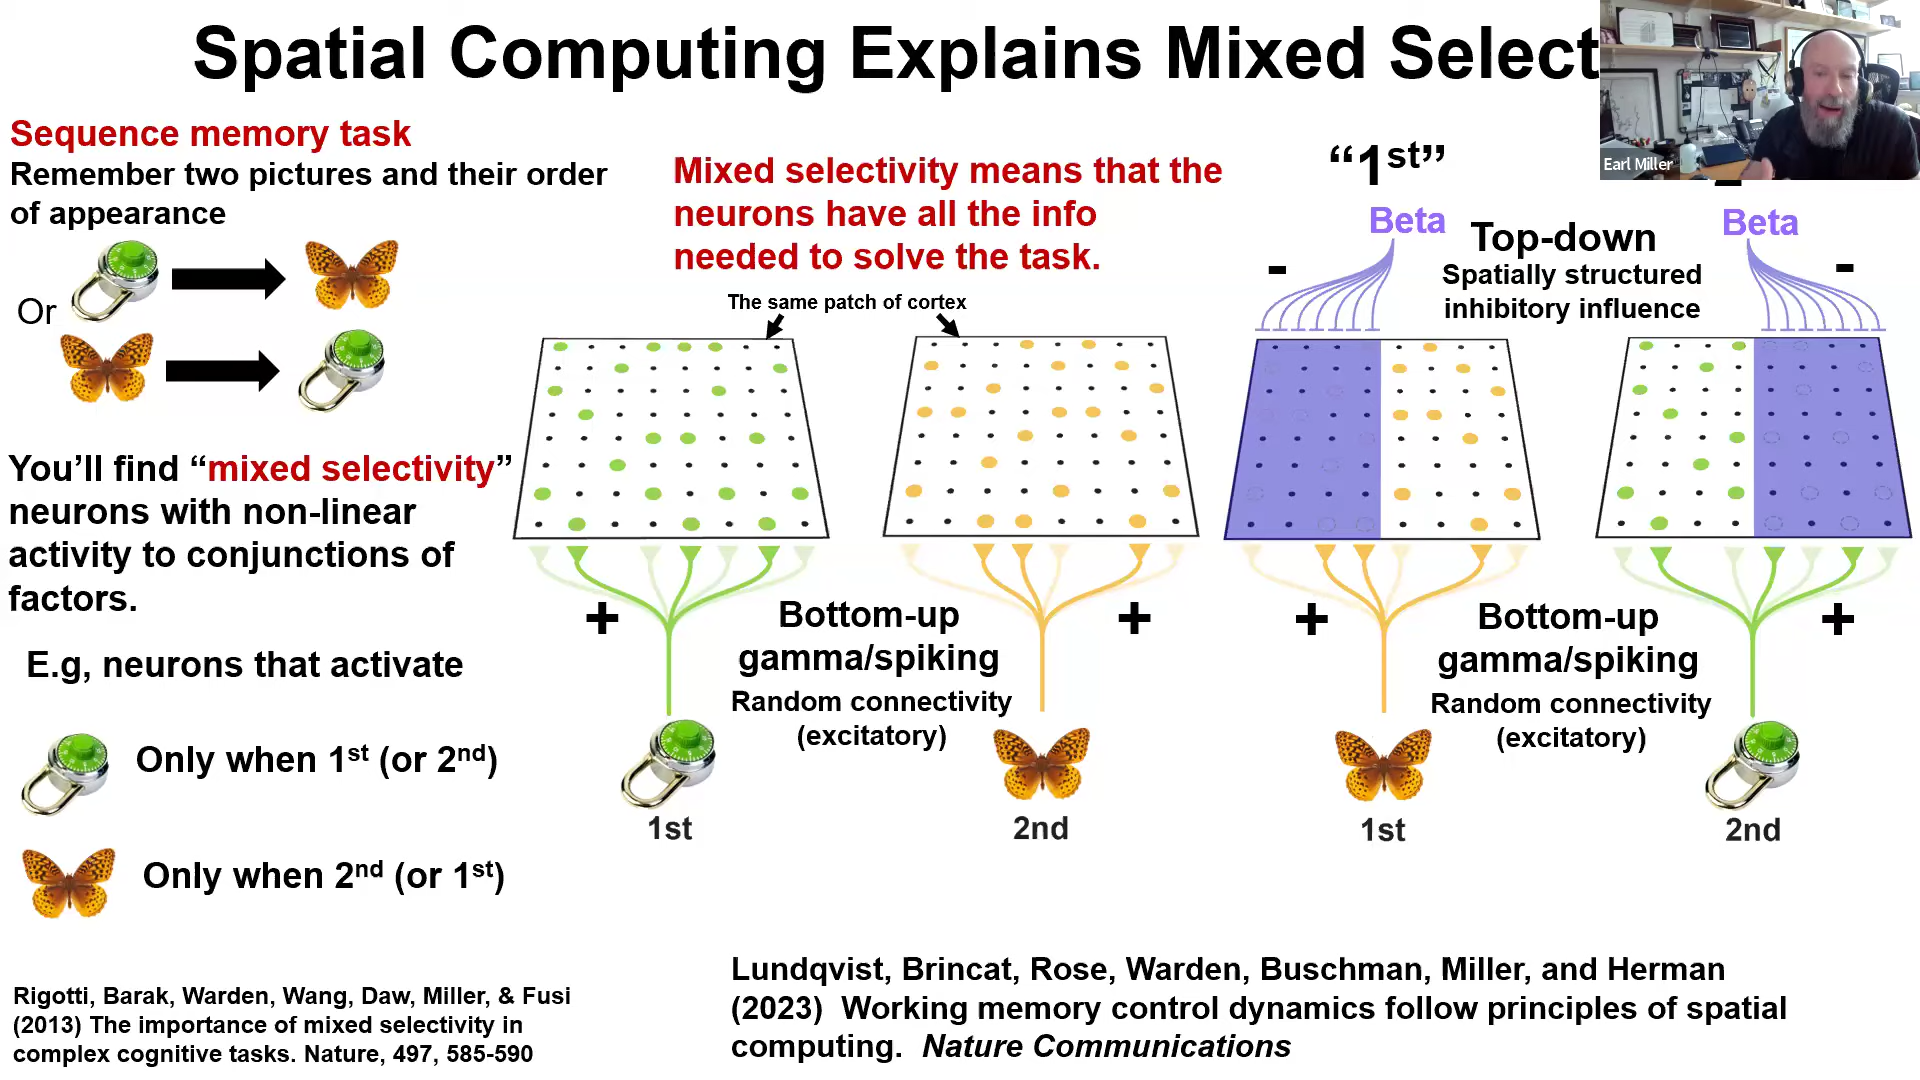 Spatial Computing Explains Mixed Select
Earl Miller
Sequence memory task
Remember two pictures and their order
of appearance
Or
You’ll find “mixed selectivity”
neurons with non-linear
activity to conjunctions of
factors.
E.g, neurons that activate
Only when 1st (or 2nd)
Only when 2nd (or 1st)
Rigotti, Barak, Warden, Wang, Daw, Miller, & Fusi
(2013) The importance of mixed selectivity in
complex cognitive tasks. Nature, 497, 585-590
Mixed selectivity means that the
neurons have all the info
needed to solve the task.
The same patch of cortex
+
+
Bottom-up
gamma/spiking
Random connectivity
(excitatory)
1st
2nd
“1st”
Beta
Beta
Top-down
Spatially structured
inhibitory influence
-
-
+
+
Bottom-up
gamma/spiking
Random connectivity
(excitatory)
1st
2nd
Lundqvist, Brincat, Rose, Warden, Buschman, Miller, and Herman
(2023) Working memory control dynamics follow principles of spatial
computing. Nature Communications